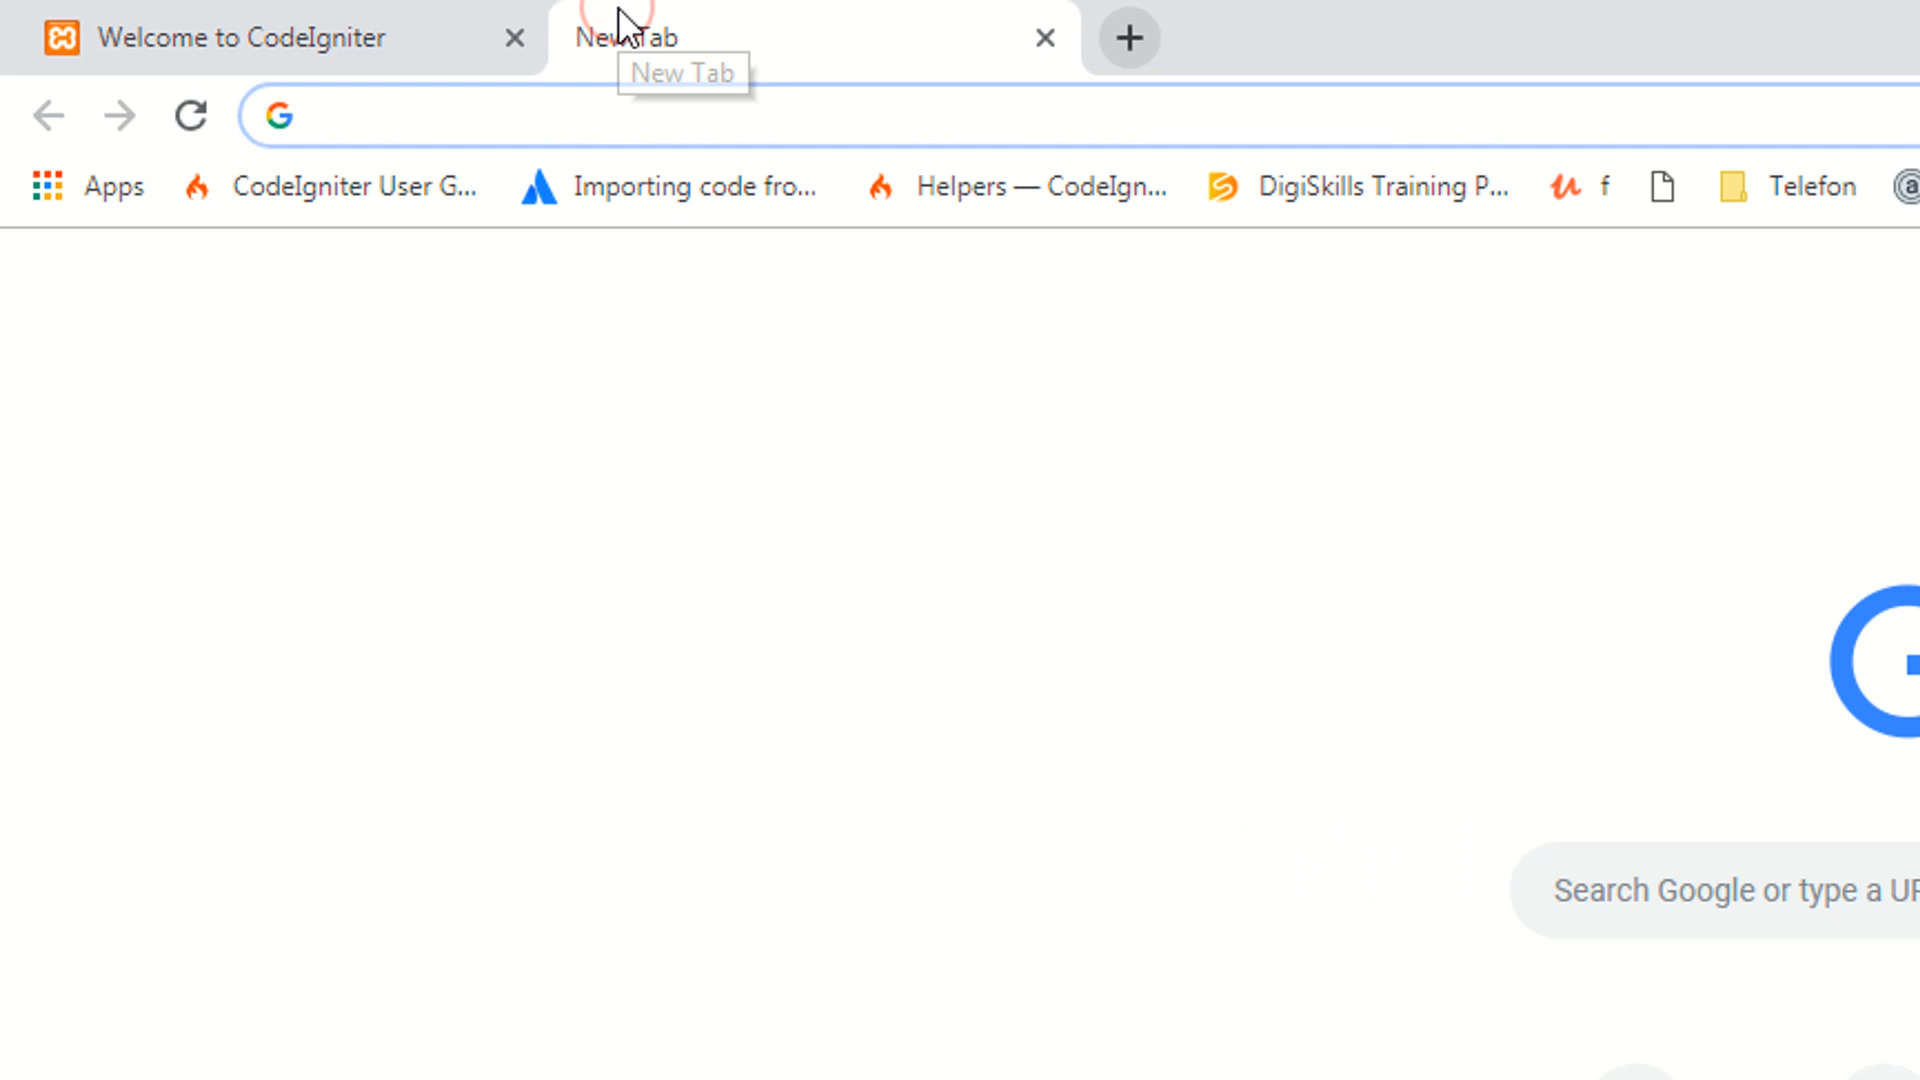 Welcome to CodeIgniter
New Tab
New Tab
Apps
CodeIgniter User G...
Importing code fro...
Helpers — CodeIgn...
DigiSkills Training P...
f
Telefon
Search Google or type a UR